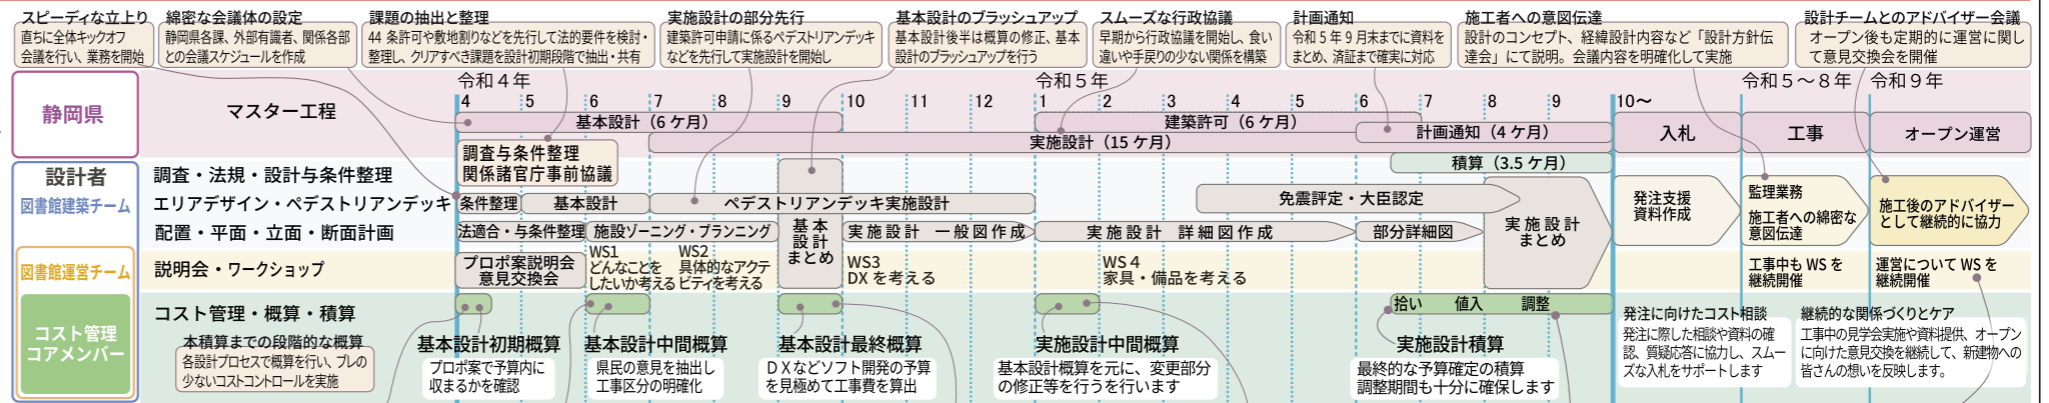 スピーディな立上り
直ちに全体キックオフ
会議を行い、業務を開始
綿密な会議体の設定
静岡県各課、外部有識者、関係各部
との会議スケジュールを作成
課題の抽出と整理
44 条許可や敷地割りなどを先行して法的要件を検討・
整理し、クリアすべき課題を設計初期段階で抽出・共有
実施設計の部分先行
建築許可申請に係るペデストリアンデッキ
などを先行して実施設計を開始し
基本設計のブラッシュアップ
基本設計後半は概算の修正、基本
設計のブラッシュアップを行う
スムーズな行政協議
早期から行政協議を開始し、食い
違いや手戻りの少ない関係を構築
計画通知
令和 5 年 9 月末までに資料を
まとめ、済証まで確実に対応
施工者への意図伝達
設計のコンセプト、経緯設計内容など「設計方針伝
達会」にて説明。会議内容を明確化して実施
設計チームとのアドバイザー会議
オープン後も定期的に運営に関し
て意見交換会を開催
令和４年
令和５年
令和５〜８年
令和９年
静岡県
マスター工程
4 5 6 7 8 9 10 11 12 1 2 3 4 5 6 7 8 9 10〜
基本設計（6 ケ月）
建築許可（6 ケ月）
計画通知（4 ケ月）
実施設計（15 ケ月）
積算（3.5 ケ月）
入札
工事
オープン運営
設計者
図書館建築チーム
調査・法規・設計与条件整理
調査与条件整理
関係諸官庁事前協議
エリアデザイン・ペデストリアンデッキ
条件整理
基本設計
ペデストリアンデッキ実施設計
免震評定・大臣認定
配置・平面・立面・断面計画
法適合・与条件整理
施設ゾーニング・プランニング
基本
設計
まとめ
実施設計 一般図作成
実施設計 詳細図作成
部分詳細図
実施設計
まとめ
発注支援
資料作成
監理業務
施工者への綿密な
意図伝達
施工後のアドバイザー
として継続的に協力
図書館運営チーム
説明会・ワークショップ
プロポ案説明会
意見交換会
WS1
どんなことを
したいか考える
WS2
具体的なアクテ
ビティを考える
WS3
DX を考える
WS４
家具・備品を考える
工事中も WS を
継続開催
運営について WS を
継続開催
コスト管理
コアメンバー
コスト管理・概算・積算
拾い 値入 調整
本積算までの段階的な概算
各設計プロセスで概算を行い、ブレの
少ないコストコントロールを実施
基本設計初期概算
プロポ案で予算内に
収まるかを確認
基本設計中間概算
県民の意見を抽出し
工事区分の明確化
基本設計最終概算
ＤＸなどソフト開発の予算
を見極めて工事費を算出
実施設計中間概算
基本設計概算を元に、変更部分
の修正等を行うを行います
実施設計積算
最終的な予算確定の積算
調整期間も十分に確保します
発注に向けたコスト相談
発注に際した相談や資料の確
認、質疑応答に協力し、スムー
ズな入札をサポートします
継続的な関係づくりとケア
工事中の見学会実施や資料提供、オープン
に向けた意見交換を継続して、新建物への
皆さんの想いを反映します。